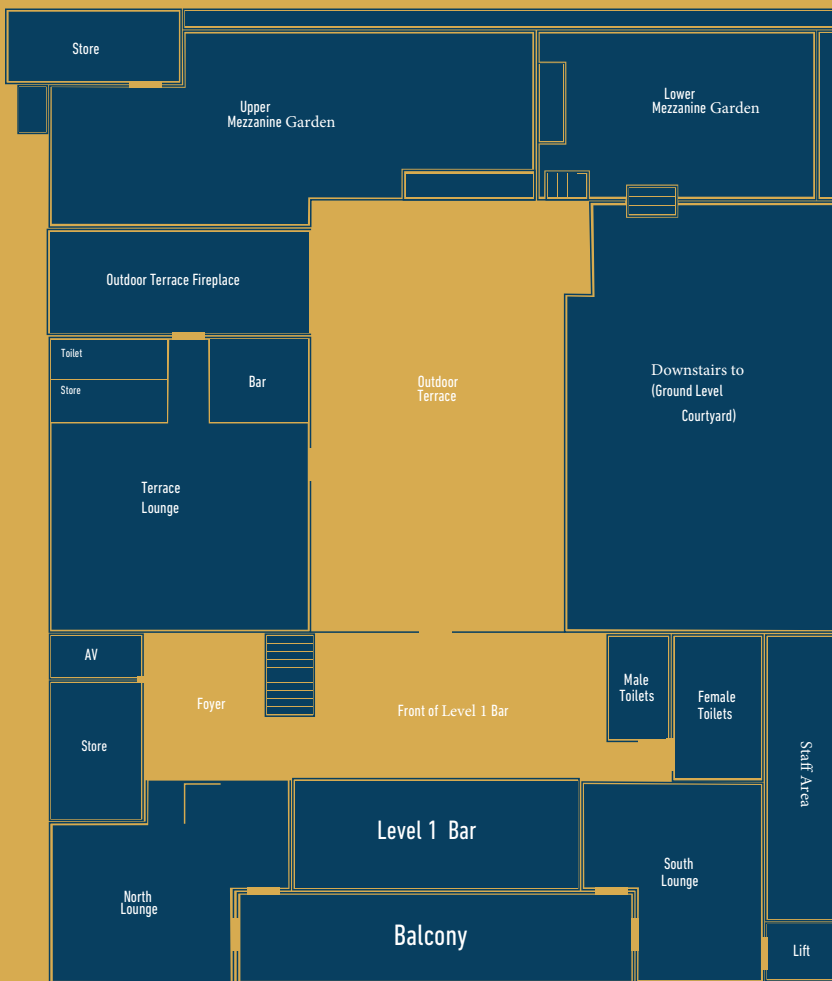 Store
Upper
Mezzanine Garden
Lower
Mezzanine Garden
Outdoor Terrace Fireplace
Toilet
Store
Bar
Outdoor
Terrace
Downstairs to
(Ground Level
Courtyard)
Terrace
Lounge
AV
Foyer
Front of Level 1 Bar
Male
Toilets
Female
Toilets
Store
Staff Area
Level 1 Bar
South
Lounge
North
Lounge
Balcony
Lift